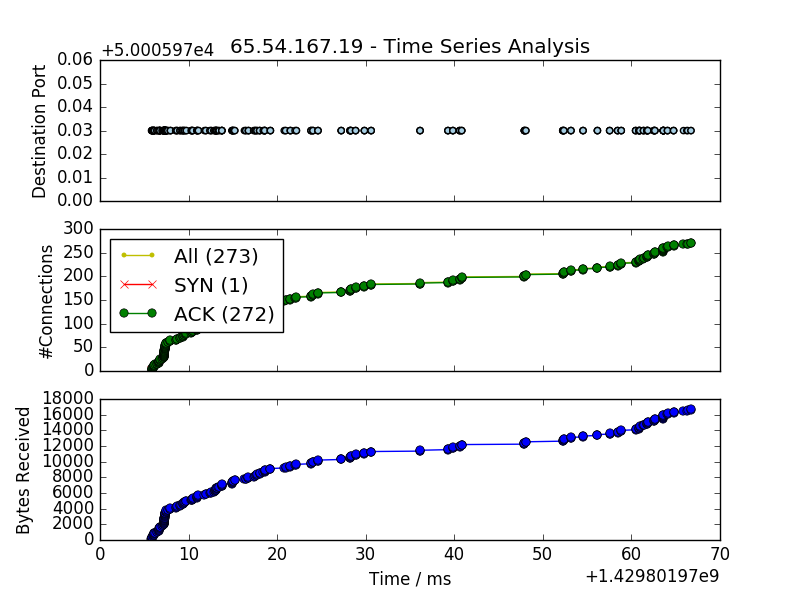 +5.000597e4
65.54.167.19 - Time Series Analysis
Destination Port
0.06
0.05
0.04
0.03
0.02
0.01
0.00
#Connections
300
250
200
150
100
50
0
All (273)
SYN (1)
ACK (272)
Bytes Received
18000
16000
14000
12000
10000
8000
6000
4000
2000
0
0 10 20 30 40 50 60 70
Time / ms
+1.42980197e9